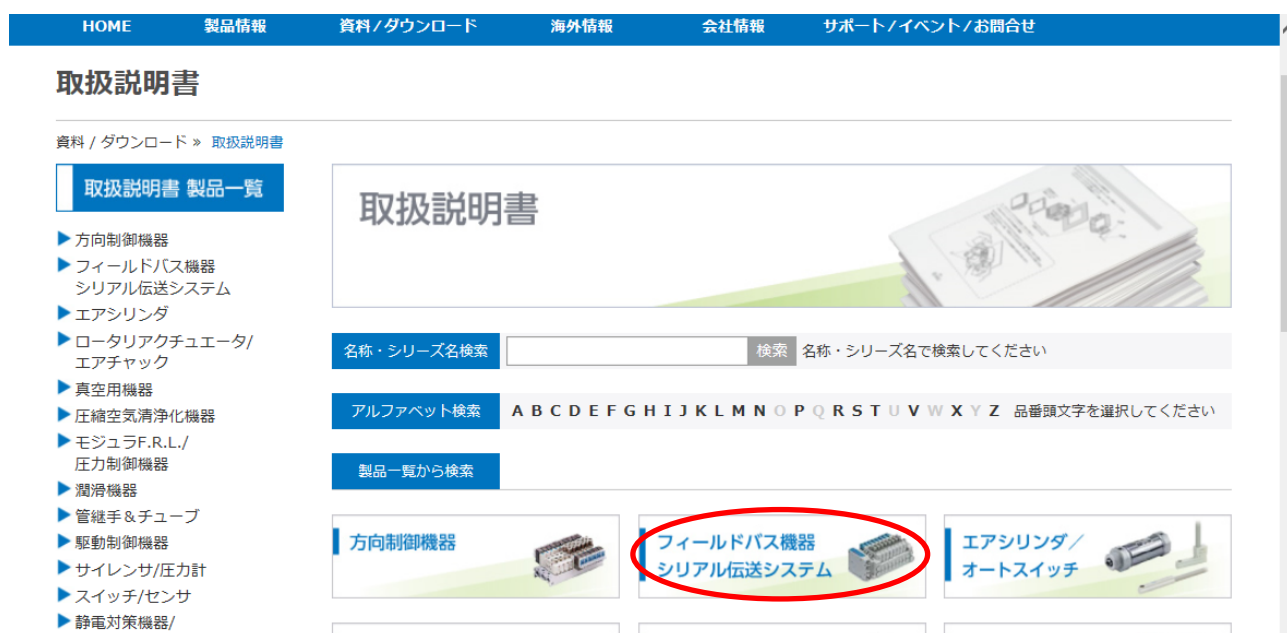 HOME 製品情報 資料/ダウンロード 海外情報 会社情報 サポート/イベント/お問合せ
取扱説明書
資料 / ダウンロード » 取扱説明書
取扱説明書 製品一覧
方向制御機器
フィールドバス機器
シリアル伝送システム
エアシリンダ
ロータリアクチュエータ/
エアチャック
真空用機器
圧縮空気清浄化機器
モジュラF.R.L./
圧力制御機器
潤滑機器
管継手&チューブ
駆動制御機器
サイレンサ/圧力計
スイッチ/センサ
静電対策機器/
取扱説明書
名称・シリーズ名検索 検索 名称・シリーズ名で検索してください
アルファベット検索 A B C D E F G H I J K L M N O P Q R S T U V W X Y Z 品番頭文字を選択してください
製品一覧から検索
方向制御機器
フィールドバス機器
シリアル伝送システム
エアシリンダ/
オートスイッチ